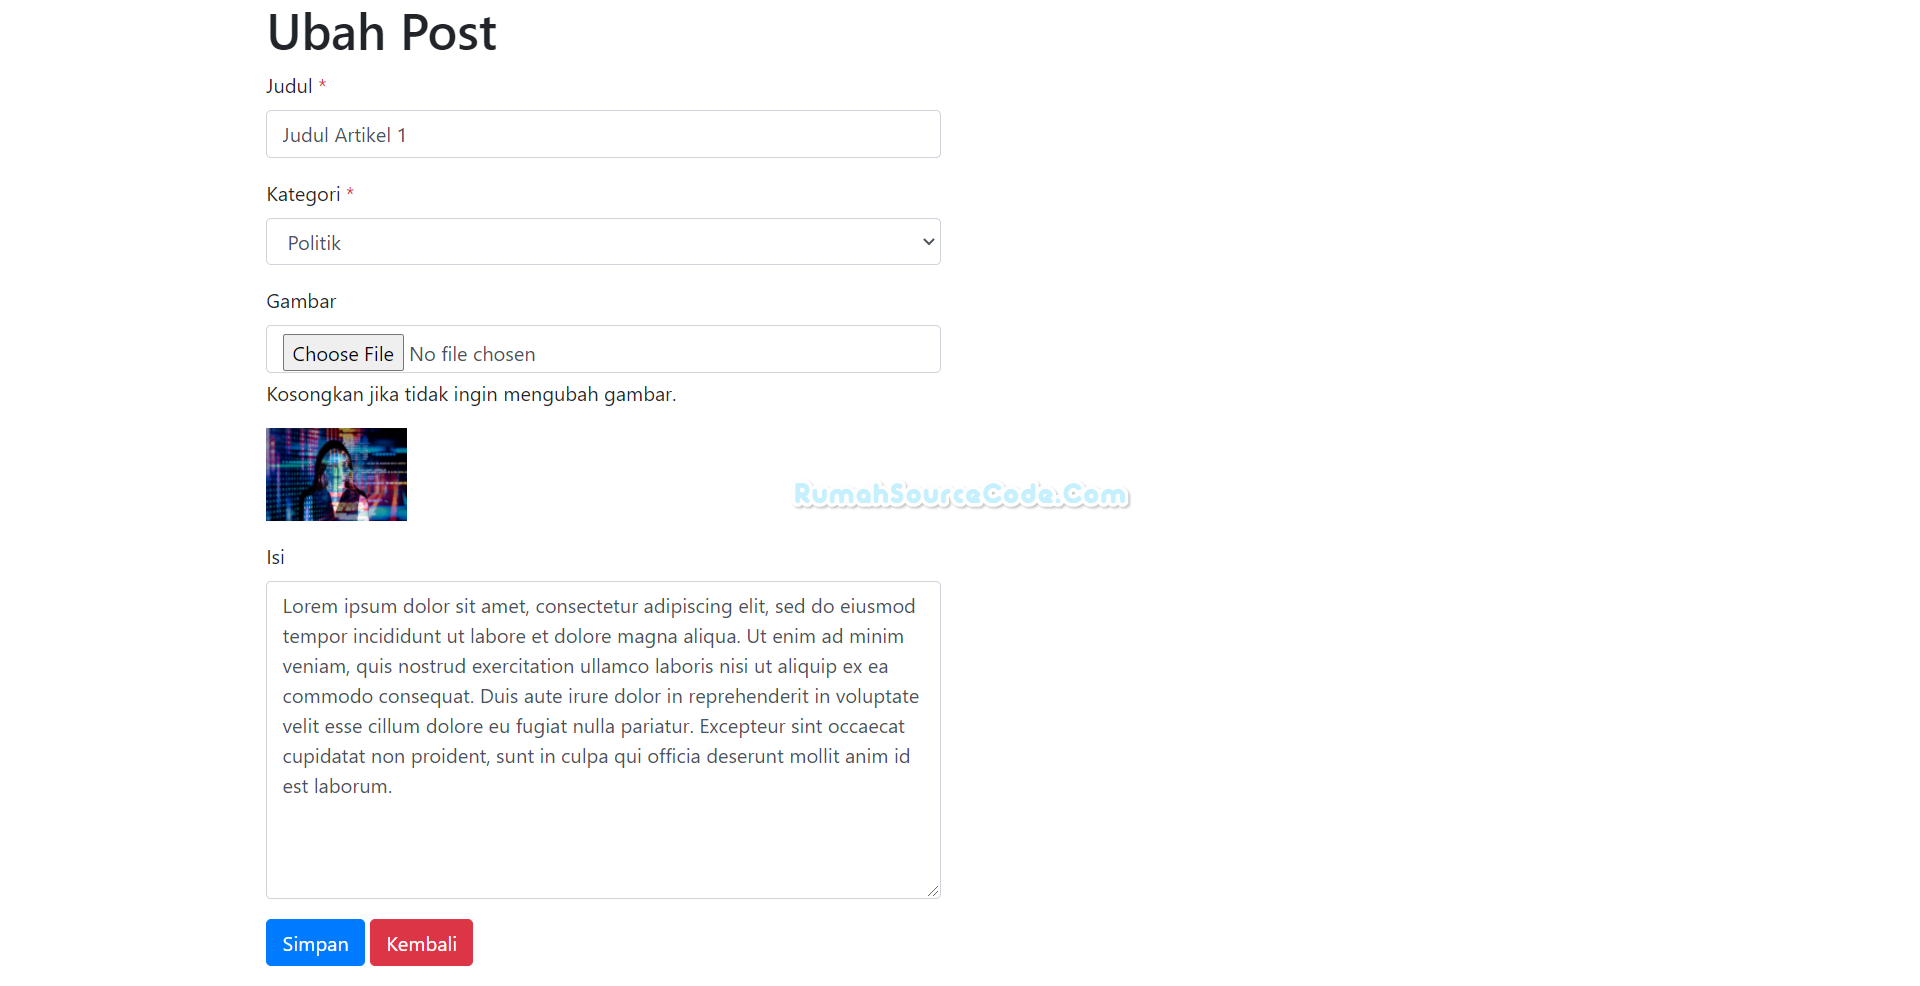 Ubah Post
Judul *
Judul Artikel 1
Kategori *
Politik
Gambar
Choose File No file chosen
Kosongkan jika tidak ingin mengubah gambar.
RumahSourceCode.Com
Isi
Lorem ipsum dolor sit amet, consectetur adipiscing elit, sed do eiusmod
tempor incididunt ut labore et dolore magna aliqua. Ut enim ad minim
veniam, quis nostrud exercitation ullamco laboris nisi ut aliquip ex ea
commodo consequat. Duis aute irure dolor in reprehenderit in voluptate
velit esse cillum dolore eu fugiat nulla pariatur. Excepteur sint occaecat
cupidatat non proident, sunt in culpa qui officia deserunt mollit anim id
est laborum.
Simpan Kembali